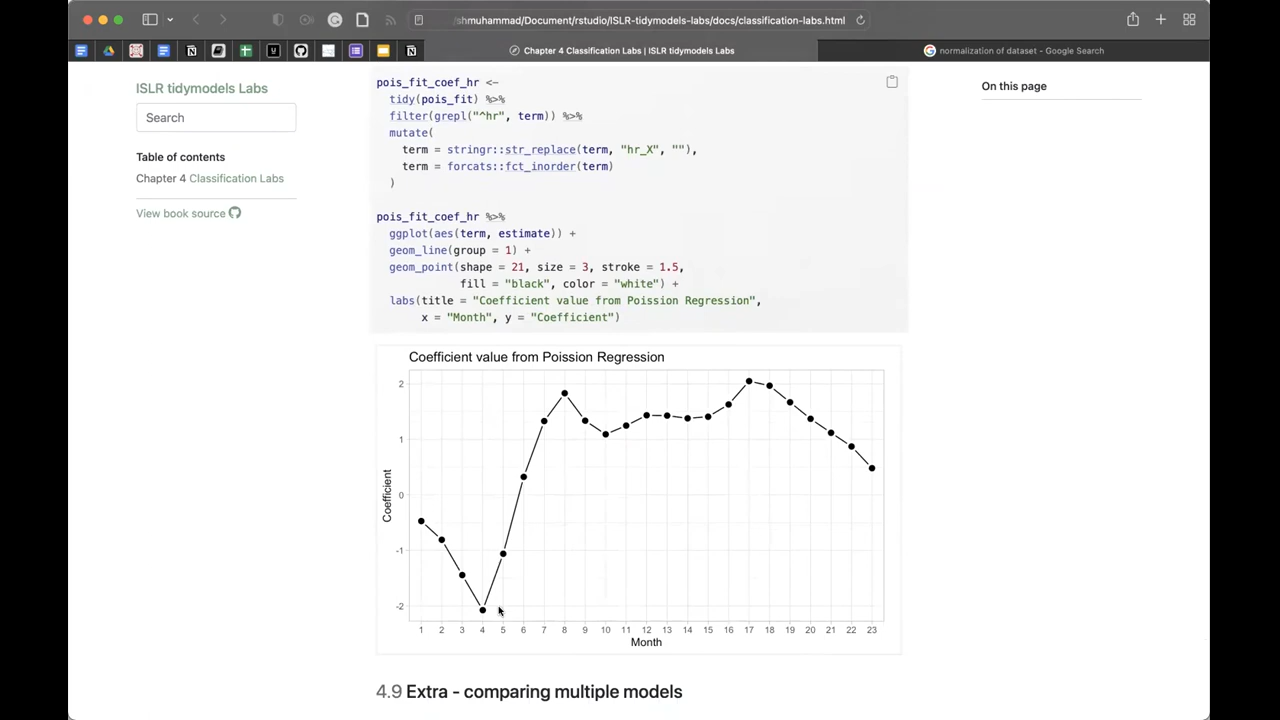 shmuhammad/Document/rstudio/ISLR-tidymodels-labs/docs/classification-labs.html
Chapter 4 Classification Labs | ISLR tidymodels Labs
normalization of dataset - Google Search
ISLR tidymodels Labs
Search
Table of contents
Chapter 4 Classification Labs
View book source
pois_fit_coef_hr <-
tidy(pois_fit) %>%
filter(grepl("^hr", term)) %>%
mutate(
term = stringr::str_replace(term, "hr_X", ""),
term = forcats::fct_inorder(term)
)
pois_fit_coef_hr %>%
ggplot(aes(term, estimate)) +
geom_line(group = 1) +
geom_point(shape = 21, size = 3, stroke = 1.5,
fill = "black", color = "white") +
labs(title = "Coefficient value from Poission Regression",
x = "Month", y = "Coefficient")
On this page
Coefficient value from Poission Regression
Coefficient
2
1
0
-1
-2
1 2 3 4 5 6 7 8 9 10 11 12 13 14 15 16 17 18 19 20 21 22 23
Month
4.9 Extra - comparing multiple models